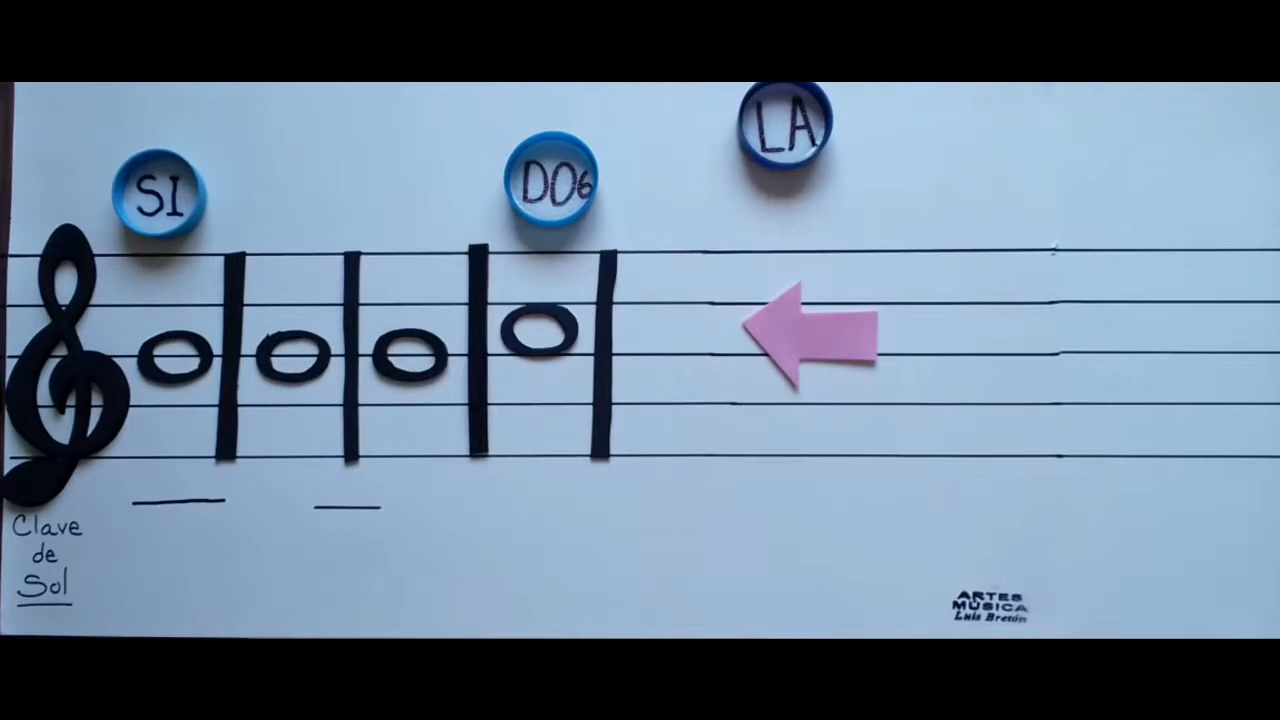 SI
DO6
LA
Clave
de
Sol
ARTES
MÚSICA
Luis Bretón